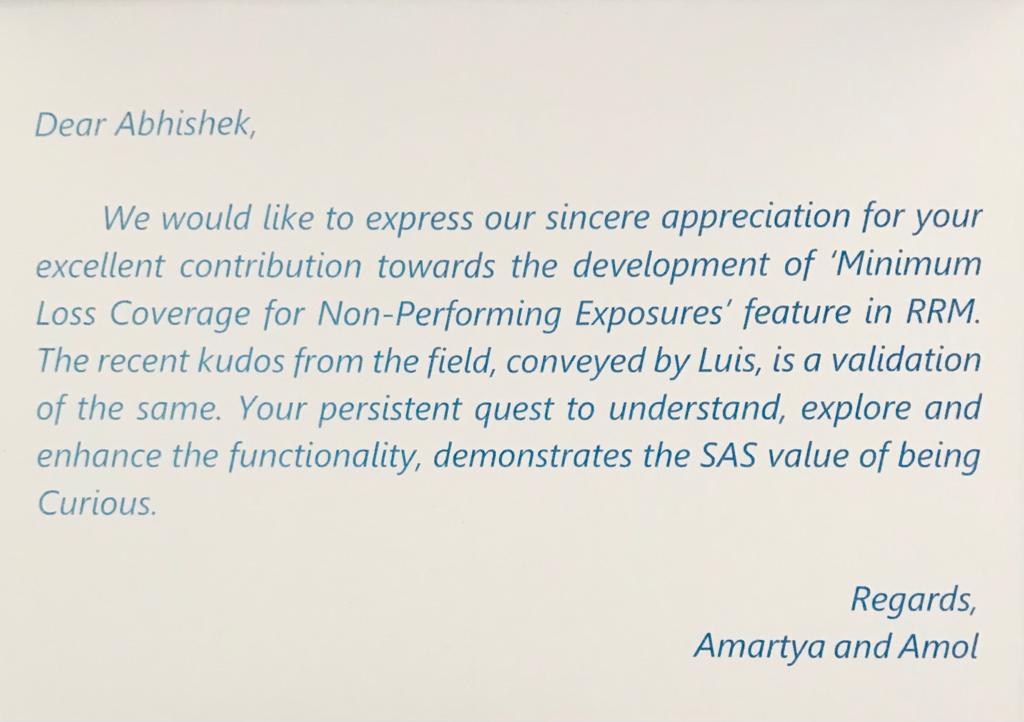 Dear Abhishek,
We would like to express our sincere appreciation for your
excellent contribution towards the development of ‘Minimum
Loss Coverage for Non-Performing Exposures’ feature in RRM.
The recent kudos from the field, conveyed by Luis, is a validation
of the same. Your persistent quest to understand, explore and
enhance the functionality, demonstrates the SAS value of being
Curious.
Regards,
Amartya and Amol